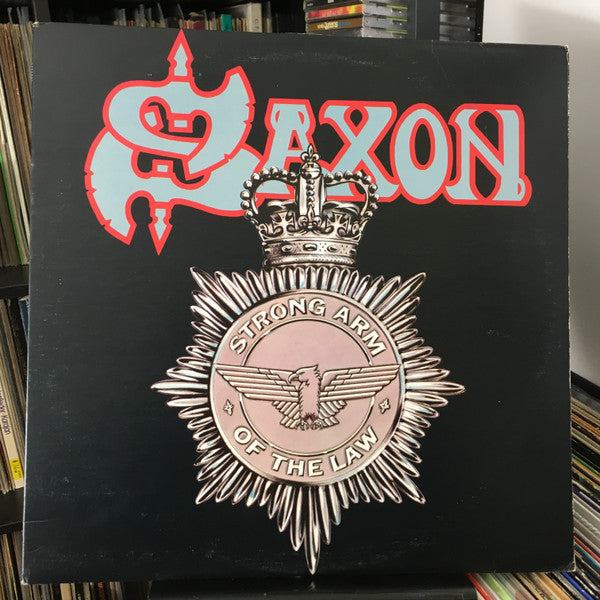 SAXON
STRONG ARM
OF THE LAW